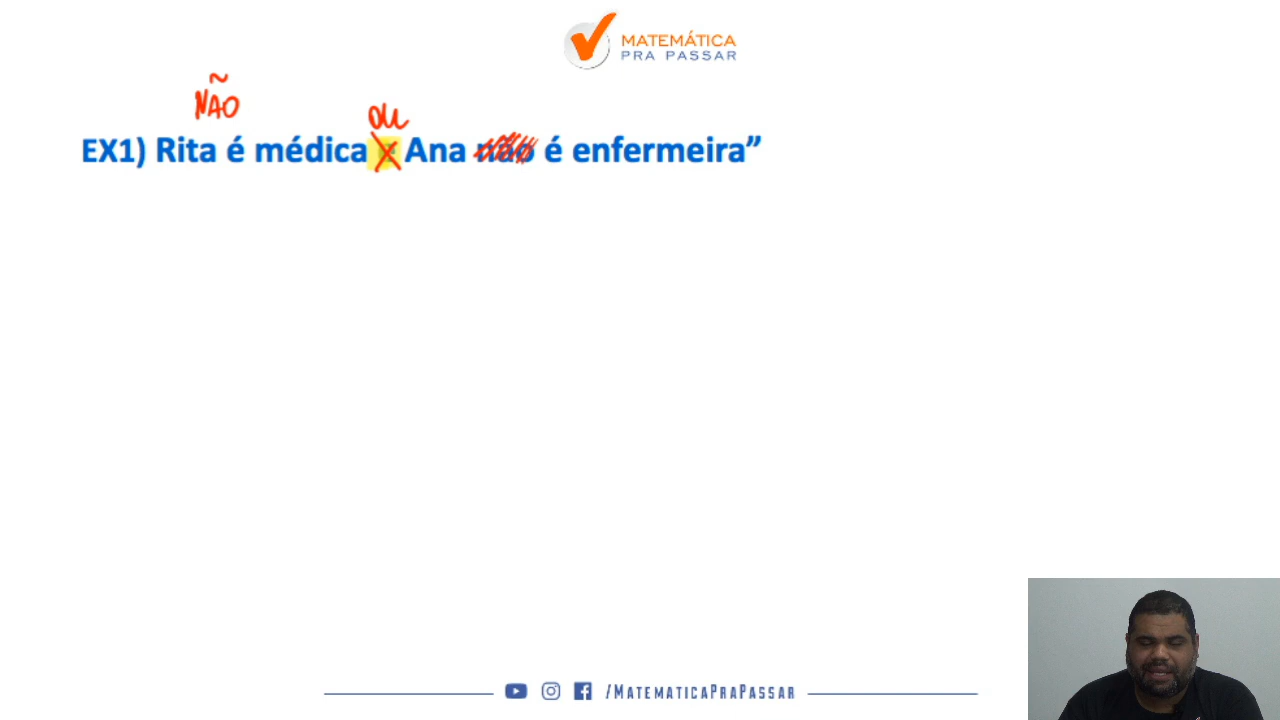 MATEMÁTICA
PRA PASSAR
NÃO
ou
EX1) Rita é médica e Ana não é enfermeira”
/MATEMATICAPRAPASSAR